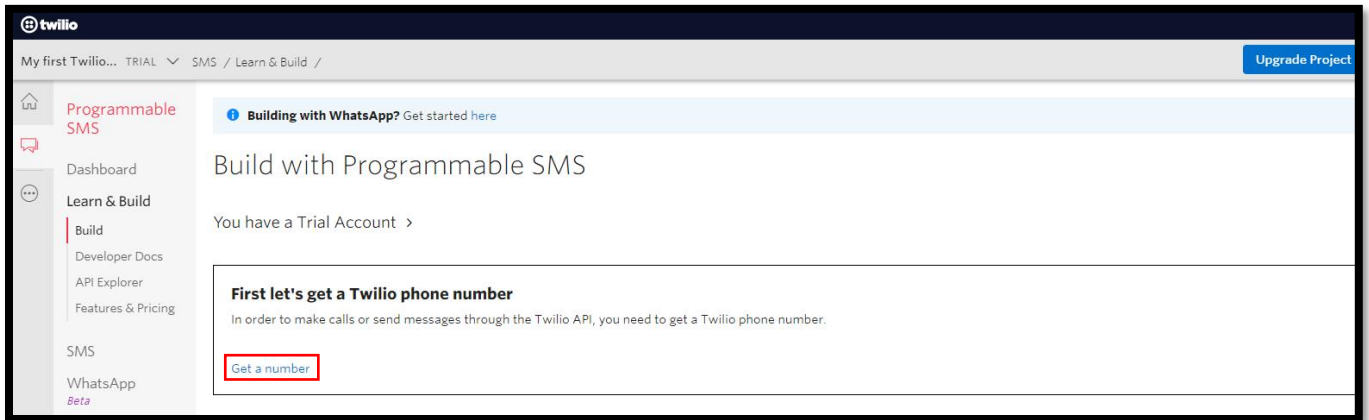 twilio
My first Twilio... TRIAL SMS / Learn & Build /
Upgrade Project
Programmable
SMS
Dashboard
Learn & Build
Build
Developer Docs
API Explorer
Features & Pricing
SMS
WhatsApp
Beta
Building with WhatsApp? Get started here
Build with Programmable SMS
You have a Trial Account >
First let's get a Twilio phone number
In order to make calls or send messages through the Twilio API, you need to get a Twilio phone number.
Get a number